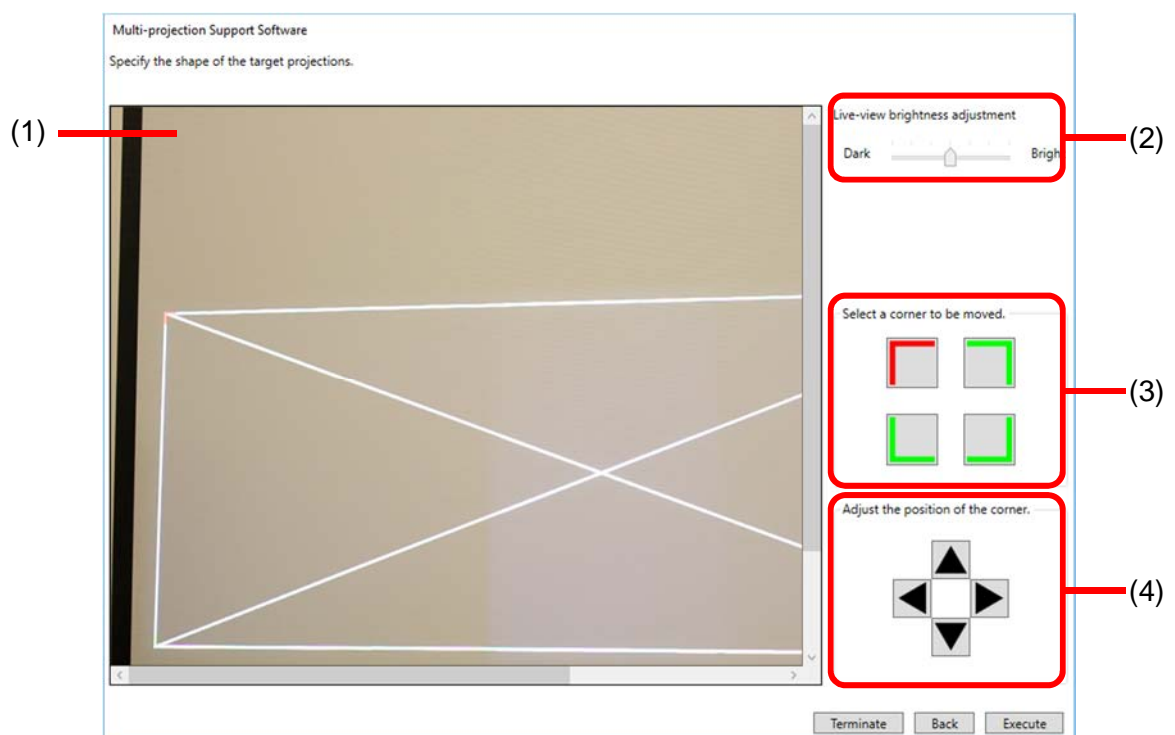 Multi-projection Support Software
Specify the shape of the target projections.
(1)
Live-view brightness adjustment
(2)
Dark
Brigh
Select a corner to be moved.
(3)
Adjust the position of the corner.
(4)
Terminate Back Execute